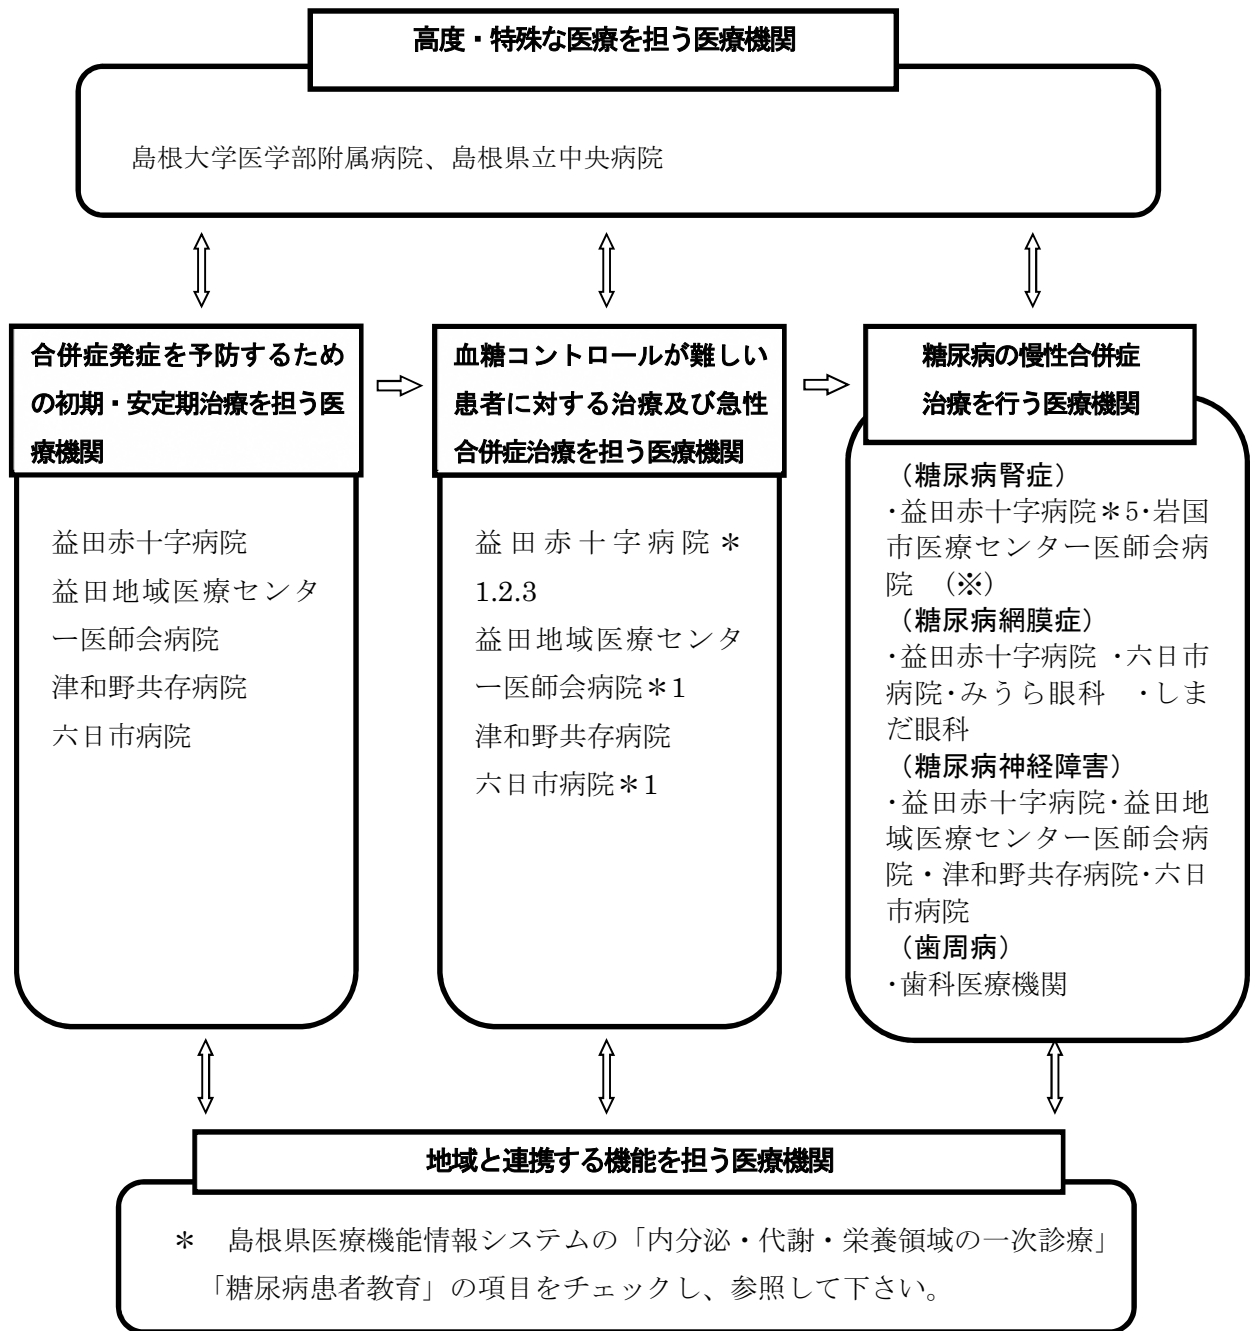 高度・特殊な医療を担う医療機関
島根大学医学部附属病院、島根県立中央病院
合併症発症を予防するため
の初期・安定期治療を担う医
療機関
益田赤十字病院
益田地域医療センタ
ー医師会病院
津和野共存病院
六日市病院
血糖コントロールが難しい
患者に対する治療及び急性
合併症治療を担う医療機関
益田赤十字病院＊
1.2.3
益田地域医療センタ
ー医師会病院＊1
津和野共存病院
六日市病院＊1
糖尿病の慢性合併症
治療を行う医療機関
（糖尿病腎症）
・益田赤十字病院＊5・岩国
市医療センター医師会病
院　（※）
（糖尿病網膜症）
・益田赤十字病院 ・六日市
病院・みうら眼科　・しま
だ眼科
（糖尿病神経障害）
・益田赤十字病院・益田地
域医療センター医師会病
院・津和野共存病院・六日
市病院
（歯周病）
・歯科医療機関
地域と連携する機能を担う医療機関
＊　島根県医療機能情報システムの「内分泌・代謝・栄養領域の一次診療」
「糖尿病患者教育」の項目をチェックし、参照して下さい。